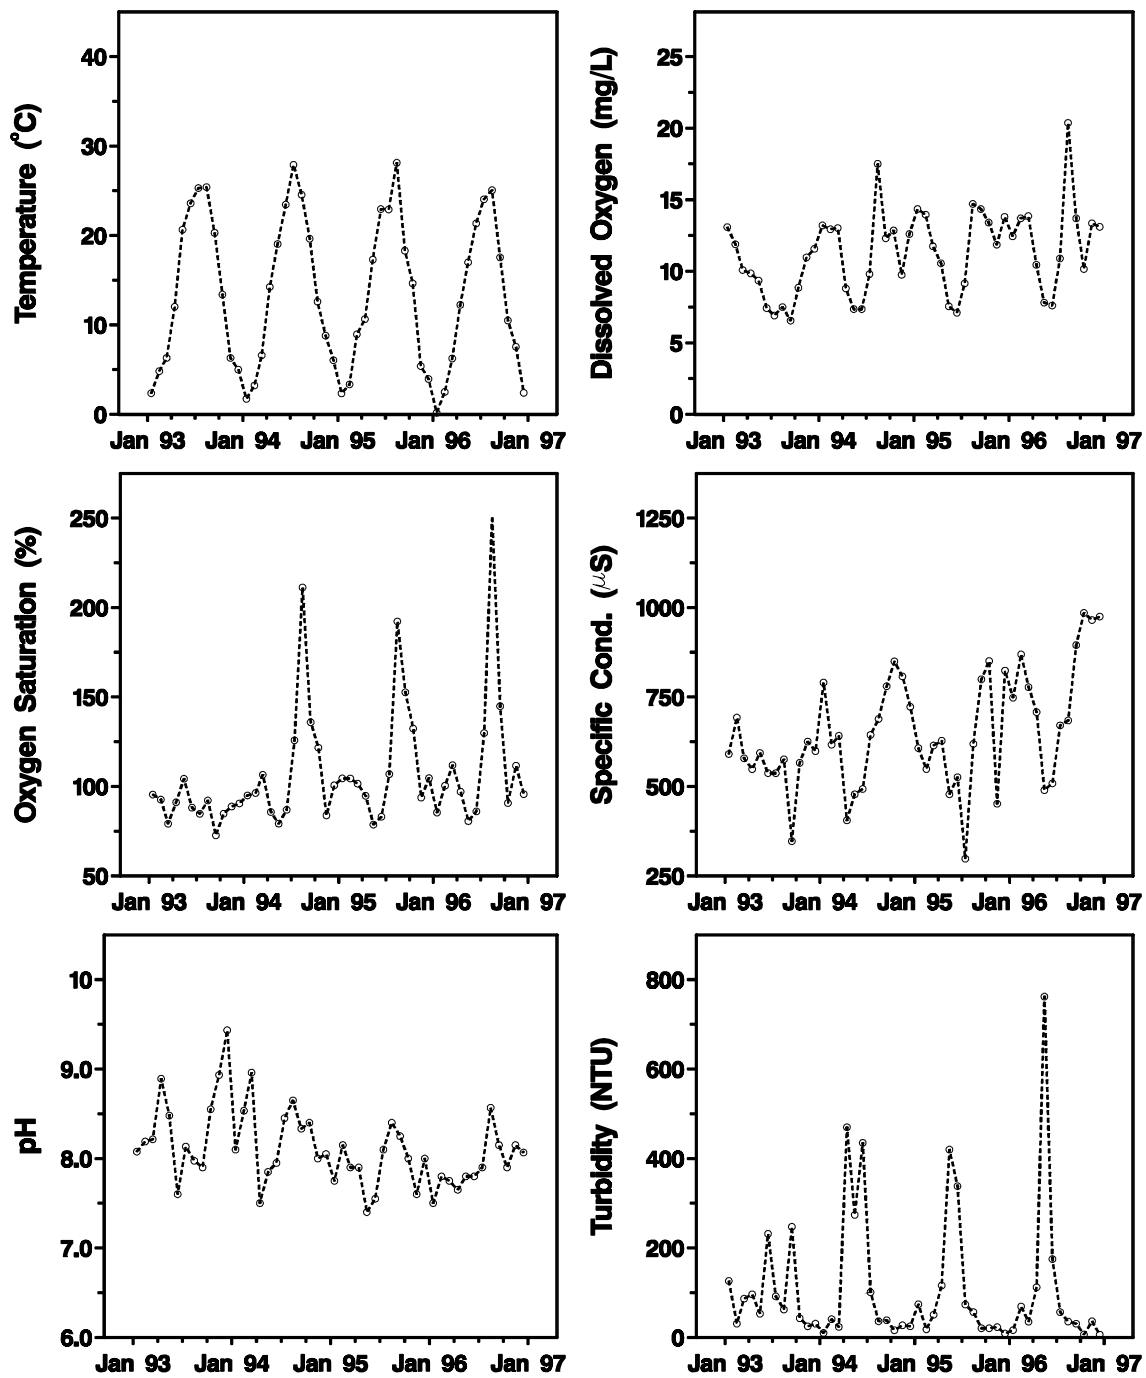 Temperature (°C)
40
30
20
10
0
Jan 93 Jan 94 Jan 95 Jan 96 Jan 97
Dissolved Oxygen (mg/L)
25
20
15
10
5
0
Jan 93 Jan 94 Jan 95 Jan 96 Jan 97
Oxygen Saturation (%)
250
200
150
100
50
Jan 93 Jan 94 Jan 95 Jan 96 Jan 97
Specific Cond. (μS)
1250
1000
750
500
250
Jan 93 Jan 94 Jan 95 Jan 96 Jan 97
pH
10
9.0
8.0
7.0
6.0
Jan 93 Jan 94 Jan 95 Jan 96 Jan 97
Turbidity (NTU)
800
600
400
200
0
Jan 93 Jan 94 Jan 95 Jan 96 Jan 97